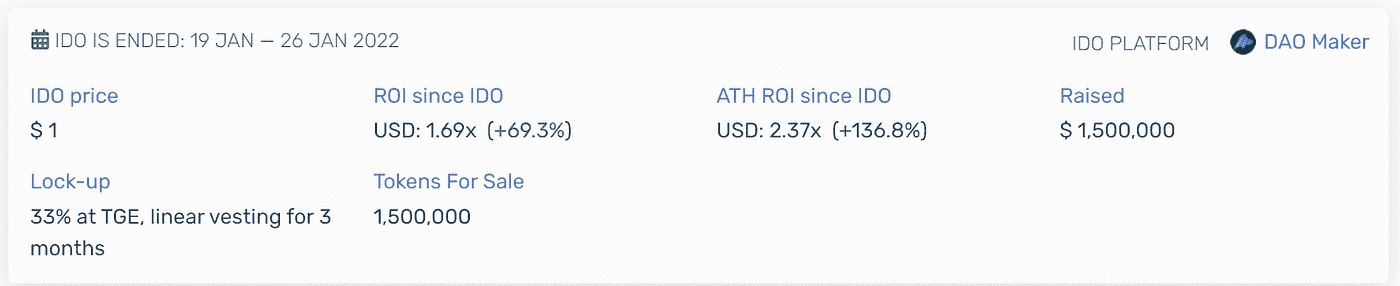 IDO IS ENDED: 19 JAN – 26 JAN 2022
IDO PLATFORM DAO Maker
IDO price
ROI since IDO
ATH ROI since IDO
Raised
$ 1
USD: 1.69x (+69.3%)
USD: 2.37x (+136.8%)
$ 1,500,000
Lock-up
Tokens For Sale
33% at TGE, linear vesting for 3
months
1,500,000